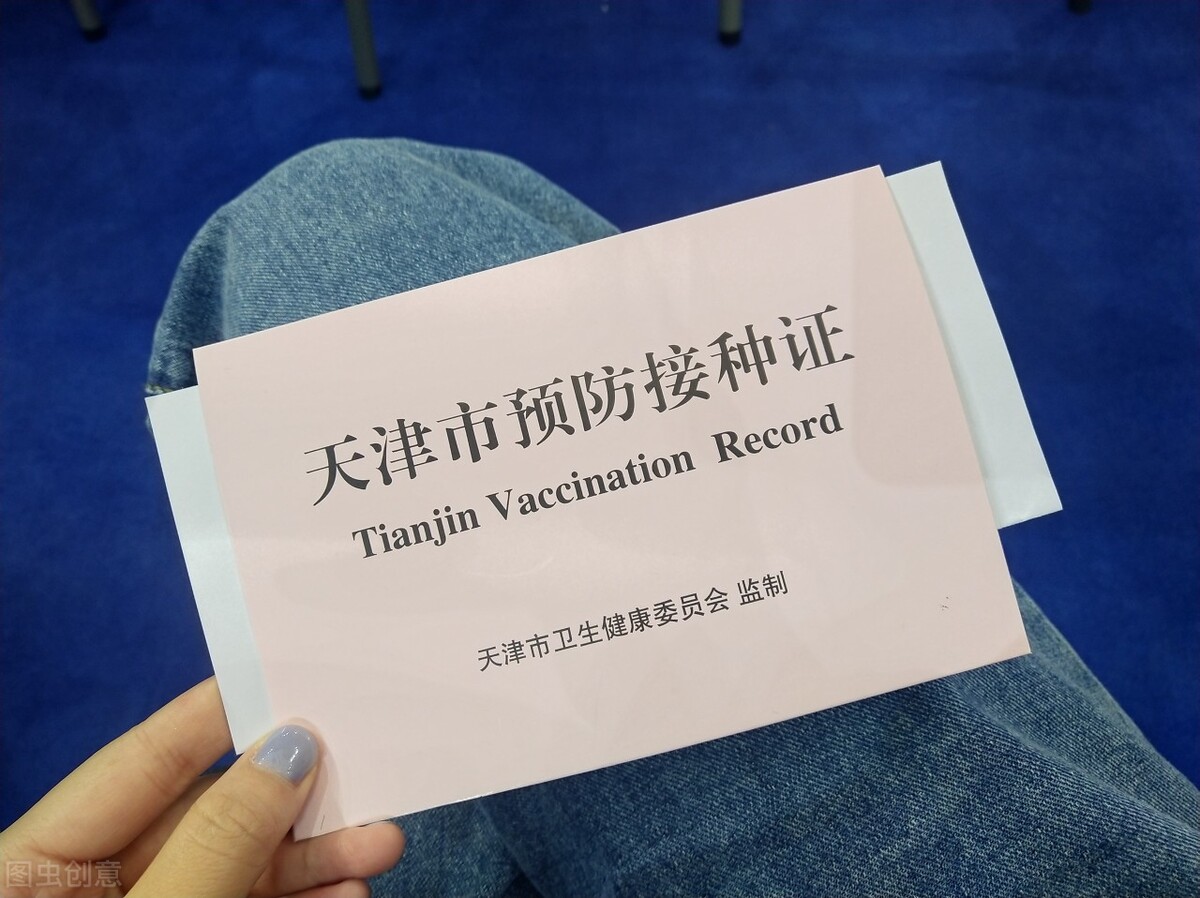 天津市预防接种证
Tianjin Vaccination Record
天津市卫生健康委员会 监制
图虫创意